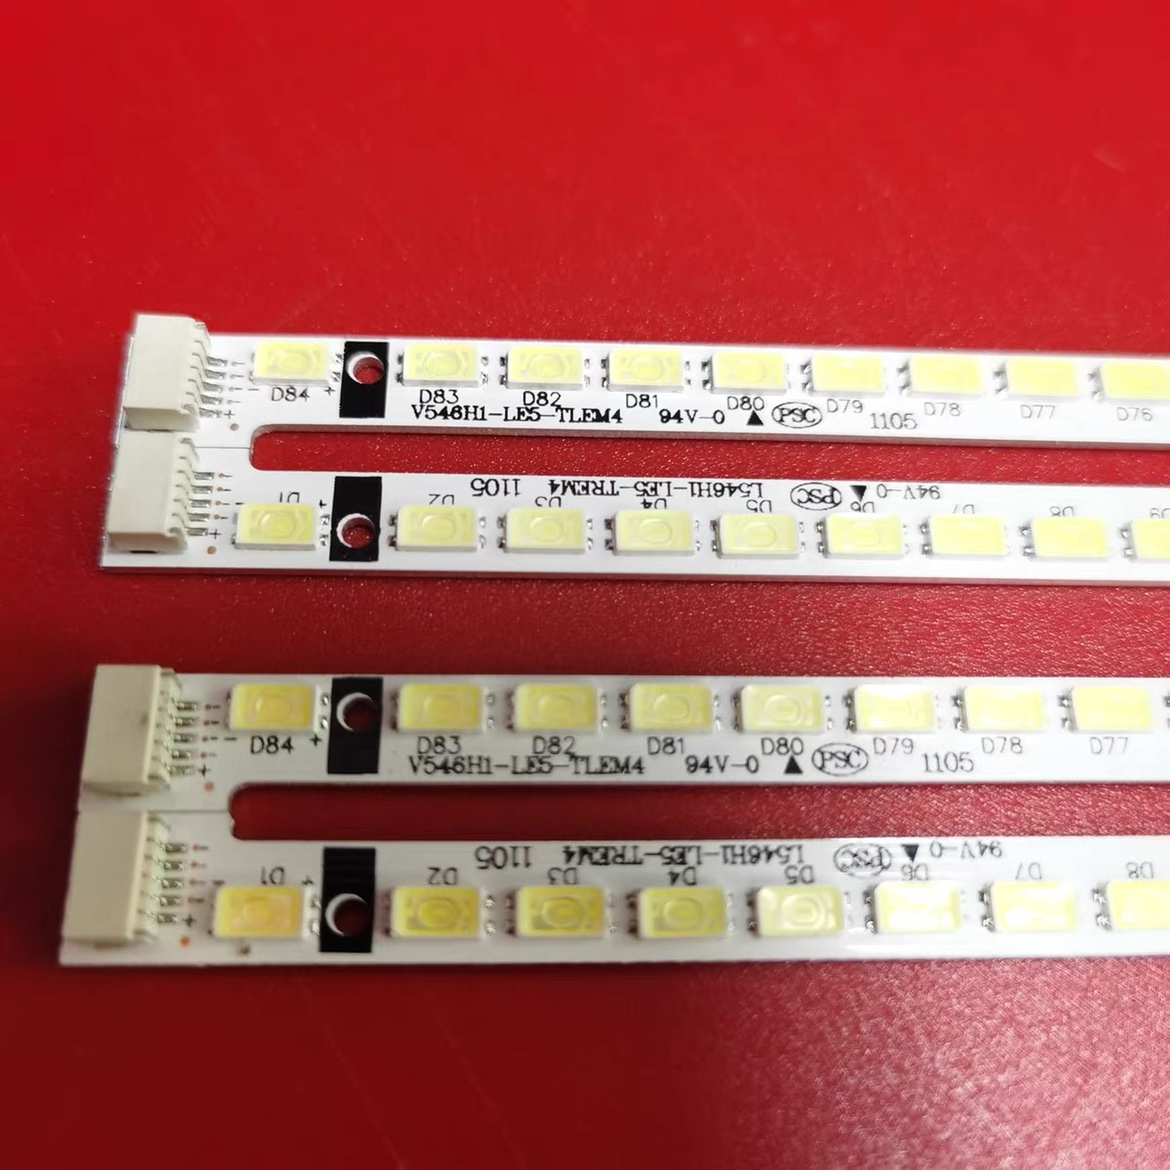 D84 D83 D82 D81 D80 D79 D78 D77 D76
V546H1-LE5-TLEM4 94V-0 PSC 1105
1105 L546H1-LE5-TREM4 PSC 94V-0
D1 D2 D3 D4 D5 D6 D7 D8 D9
D84 D83 D82 D81 D80 D79 D78 D77
V546H1-LE5-TLEM4 94V-0 PSC 1105
1105 L546H1-LE5-TREM4 PSC 94V-0
D1 D2 D3 D4 D5 D6 D7 D8